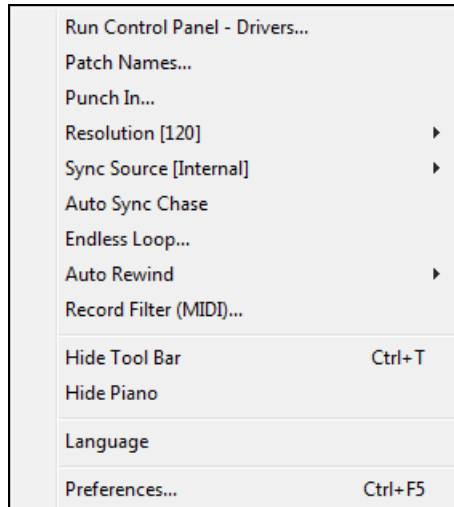 Run Control Panel - Drivers...
Patch Names...
Punch In...
Resolution [120]
Sync Source [Internal]
Auto Sync Chase
Endless Loop...
Auto Rewind
Record Filter (MIDI)...
Hide Tool Bar Ctrl+T
Hide Piano
Language
Preferences... Ctrl+F5